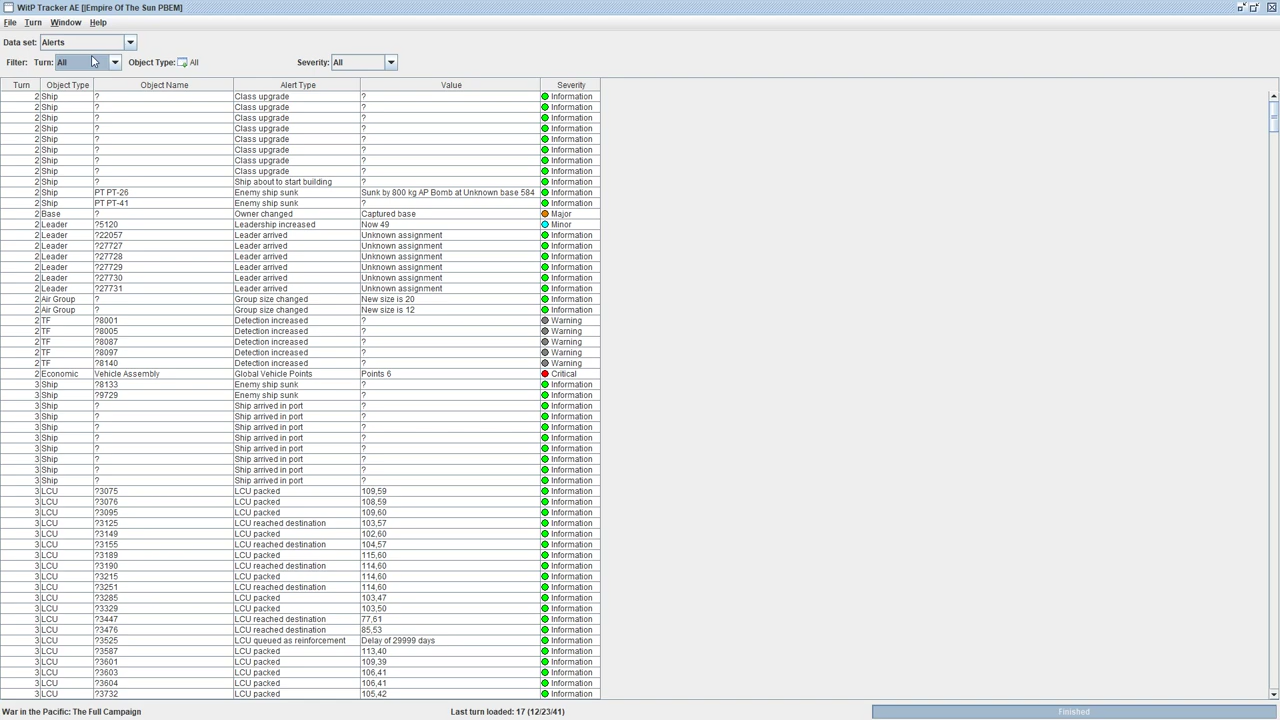 WitP Tracker AE [|Empire Of The Sun PBEM]
File Turn Window Help
Data set: Alerts
Filter: Turn: All Object Type: All Severity: All
Turn Object Type Object Name Alert Type Value Severity
2 Ship ? Class upgrade ? Information
2 Ship ? Class upgrade ? Information
2 Ship ? Class upgrade ? Information
2 Ship ? Class upgrade ? Information
2 Ship ? Class upgrade ? Information
2 Ship ? Class upgrade ? Information
2 Ship ? Class upgrade ? Information
2 Ship ? Class upgrade ? Information
2 Ship ? Ship about to start building ? Information
2 Ship PT PT-26 Enemy ship sunk Sunk by 800 kg AP Bomb at Unknown base 584 Information
2 Ship PT PT-41 Enemy ship sunk ? Information
2 Base ? Owner changed Captured base Major
2 Leader ?5120 Leadership increased Now 49 Minor
2 Leader ?22057 Leader arrived Unknown assignment Information
2 Leader ?27727 Leader arrived Unknown assignment Information
2 Leader ?27728 Leader arrived Unknown assignment Information
2 Leader ?27729 Leader arrived Unknown assignment Information
2 Leader ?27730 Leader arrived Unknown assignment Information
2 Leader ?27731 Leader arrived Unknown assignment Information
2 Air Group ? Group size changed New size is 20 Information
2 Air Group ? Group size changed New size is 12 Information
2 TF ?8001 Detection increased ? Warning
2 TF ?8005 Detection increased ? Warning
2 TF ?8087 Detection increased ? Warning
2 TF ?8097 Detection increased ? Warning
2 TF ?8140 Detection increased ? Warning
2 Economic Vehicle Assembly Global Vehicle Points Points 6 Critical
3 Ship ?8133 Enemy ship sunk ? Information
3 Ship ?9729 Enemy ship sunk ? Information
3 Ship ? Ship arrived in port ? Information
3 Ship ? Ship arrived in port ? Information
3 Ship ? Ship arrived in port ? Information
3 Ship ? Ship arrived in port ? Information
3 Ship ? Ship arrived in port ? Information
3 Ship ? Ship arrived in port ? Information
3 Ship ? Ship arrived in port ? Information
3 Ship ? Ship arrived in port ? Information
3 LCU ?3075 LCU packed 109,59 Information
3 LCU ?3076 LCU packed 108,59 Information
3 LCU ?3095 LCU packed 109,60 Information
3 LCU ?3125 LCU reached destination 103,57 Information
3 LCU ?3149 LCU packed 102,60 Information
3 LCU ?3155 LCU reached destination 104,57 Information
3 LCU ?3189 LCU packed 115,60 Information
3 LCU ?3190 LCU reached destination 114,60 Information
3 LCU ?3215 LCU packed 114,60 Information
3 LCU ?3251 LCU reached destination 114,60 Information
3 LCU ?3285 LCU packed 103,47 Information
3 LCU ?3329 LCU packed 103,50 Information
3 LCU ?3447 LCU reached destination 77,61 Information
3 LCU ?3476 LCU reached destination 85,53 Information
3 LCU ?3525 LCU queued as reinforcement Delay of 29999 days Information
3 LCU ?3587 LCU packed 113,40 Information
3 LCU ?3601 LCU packed 109,39 Information
3 LCU ?3603 LCU packed 106,41 Information
3 LCU ?3604 LCU packed 106,41 Information
3 LCU ?3732 LCU packed 105,42 Information
War in the Pacific: The Full Campaign Last turn loaded: 17 (12/23/41) Finished